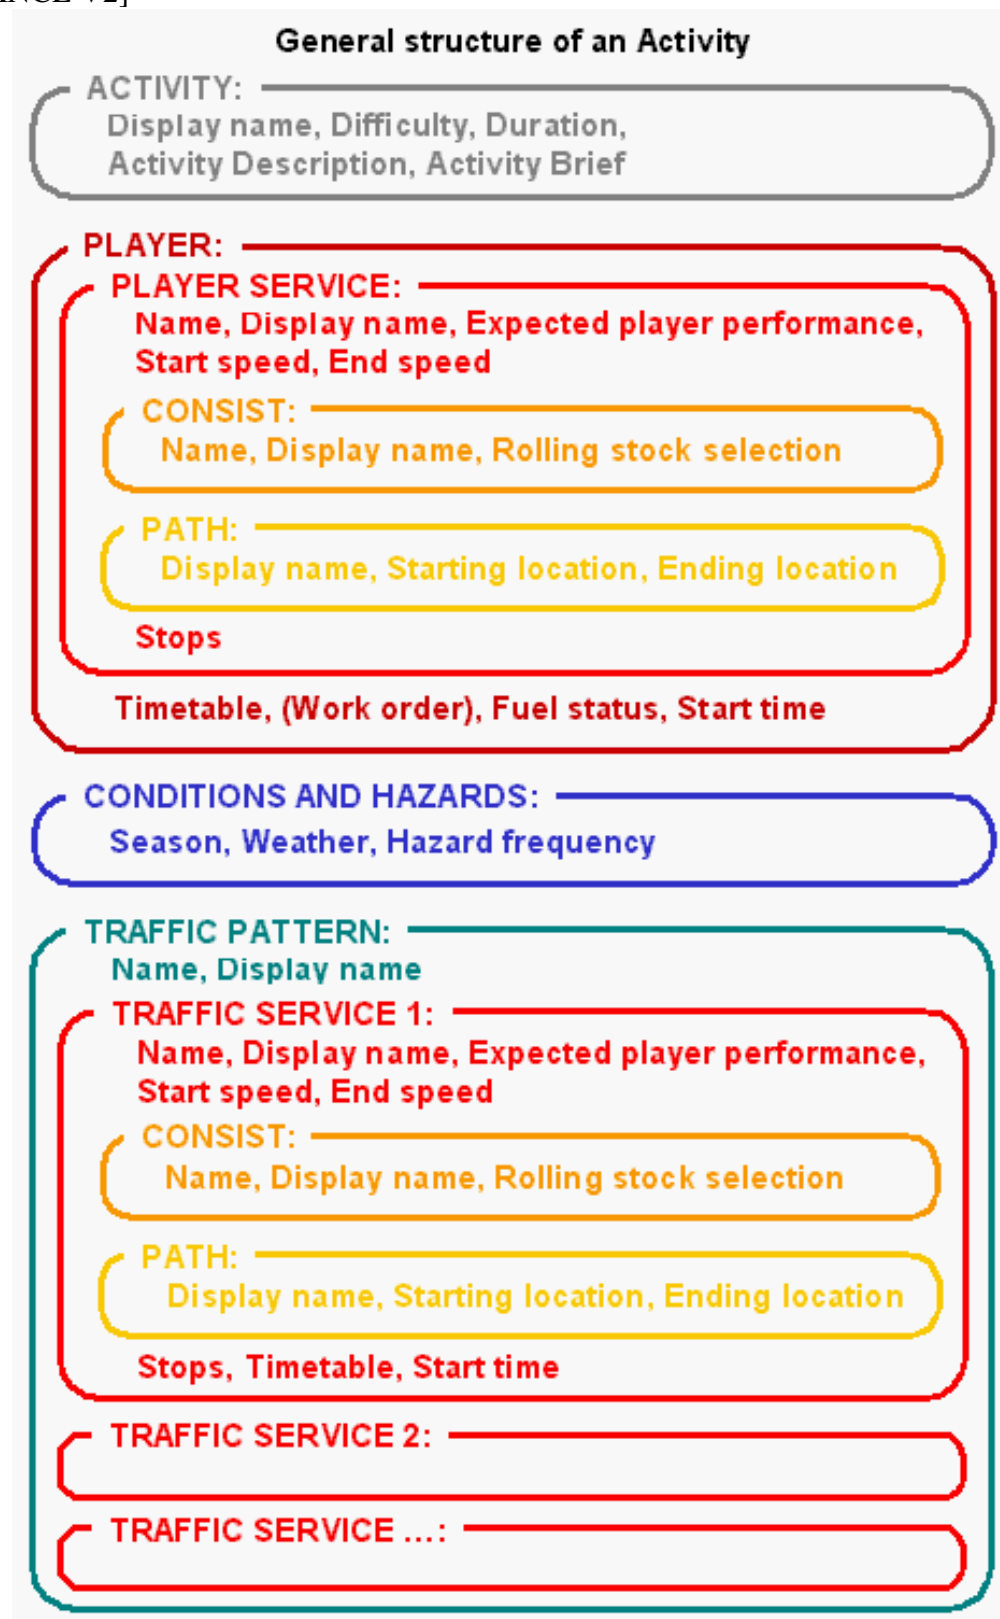 General structure of an Activity
ACTIVITY:
Display name, Difficulty, Duration,
Activity Description, Activity Brief
PLAYER:
PLAYER SERVICE:
Name, Display name, Expected player performance,
Start speed, End speed
CONSIST:
Name, Display name, Rolling stock selection
PATH:
Display name, Starting location, Ending location
Stops
Timetable, (Work order), Fuel status, Start time
CONDITIONS AND HAZARDS:
Season, Weather, Hazard frequency
TRAFFIC PATTERN:
Name, Display name
TRAFFIC SERVICE 1:
Name, Display name, Expected player performance,
Start speed, End speed
CONSIST:
Name, Display name, Rolling stock selection
PATH:
Display name, Starting location, Ending location
Stops, Timetable, Start time
TRAFFIC SERVICE 2:
TRAFFIC SERVICE ...: